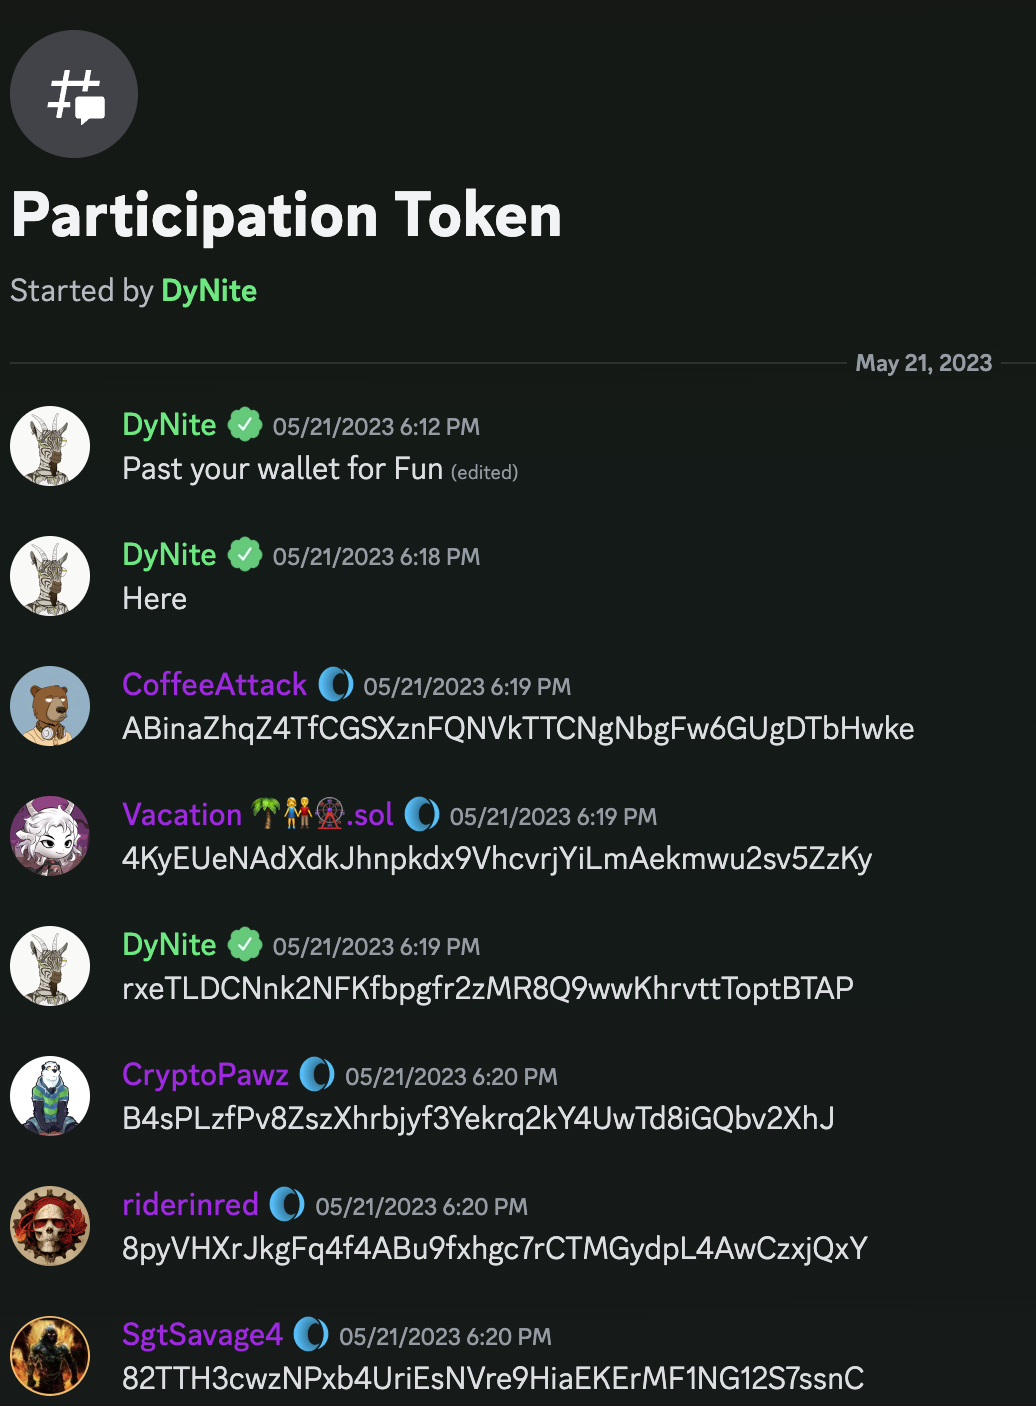 Participation Token
Started by DyNite
May 21, 2023
DyNite 05/21/2023 6:12 PM
Past your wallet for Fun (edited)
DyNite 05/21/2023 6:18 PM
Here
CoffeeAttack 05/21/2023 6:19 PM
ABinaZhqZ4TfCGSXznFQNVkTTCNgNbgFw6GUgDTbHwke
Vacation 🌴👫🎡.sol 05/21/2023 6:19 PM
4KyEUeNAdXdkJhnpkdx9VhcvrjYiLmAekmwu2sv5ZzKy
DyNite 05/21/2023 6:19 PM
rxeTLDCNnk2NFKfbpgfr2zMR8Q9wwKhrvttToptBTAP
CryptoPawz 05/21/2023 6:20 PM
B4sPLzfPv8ZszXhrbjyf3Yekrq2kY4UwTd8iGQbv2XhJ
riderinred 05/21/2023 6:20 PM
8pyVHXrJkgFq4f4ABu9fxhgc7rCTMGydpL4AwCzxjQxY
SgtSavage4 05/21/2023 6:20 PM
82TTH3cwzNPxb4UriEsNVre9HiaEKErMF1NG12S7ssnC